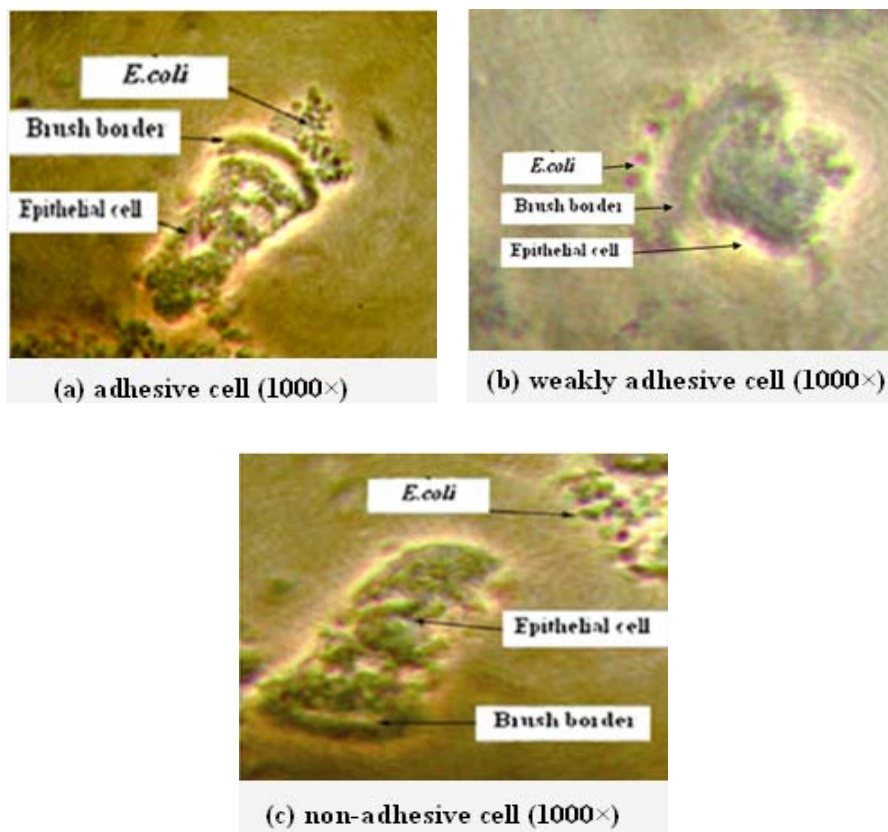 E.coli
Brush border
Epithelial cell
(a) adhesive cell (1000×)
E.coli
Brush border
Epithelial cell
(b) weakly adhesive cell (1000×)
E.coli
Epithelial cell
Brush border
(c) non-adhesive cell (1000×)